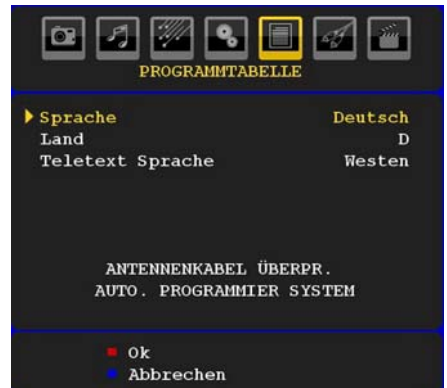 PROGRAMMTABELLE
Sprache Deutsch
Land D
Teletext Sprache Westen
ANTENNENKABEL ÜBERPR.
AUTO. PROGRAMMIER SYSTEM
Ok
Abbrechen